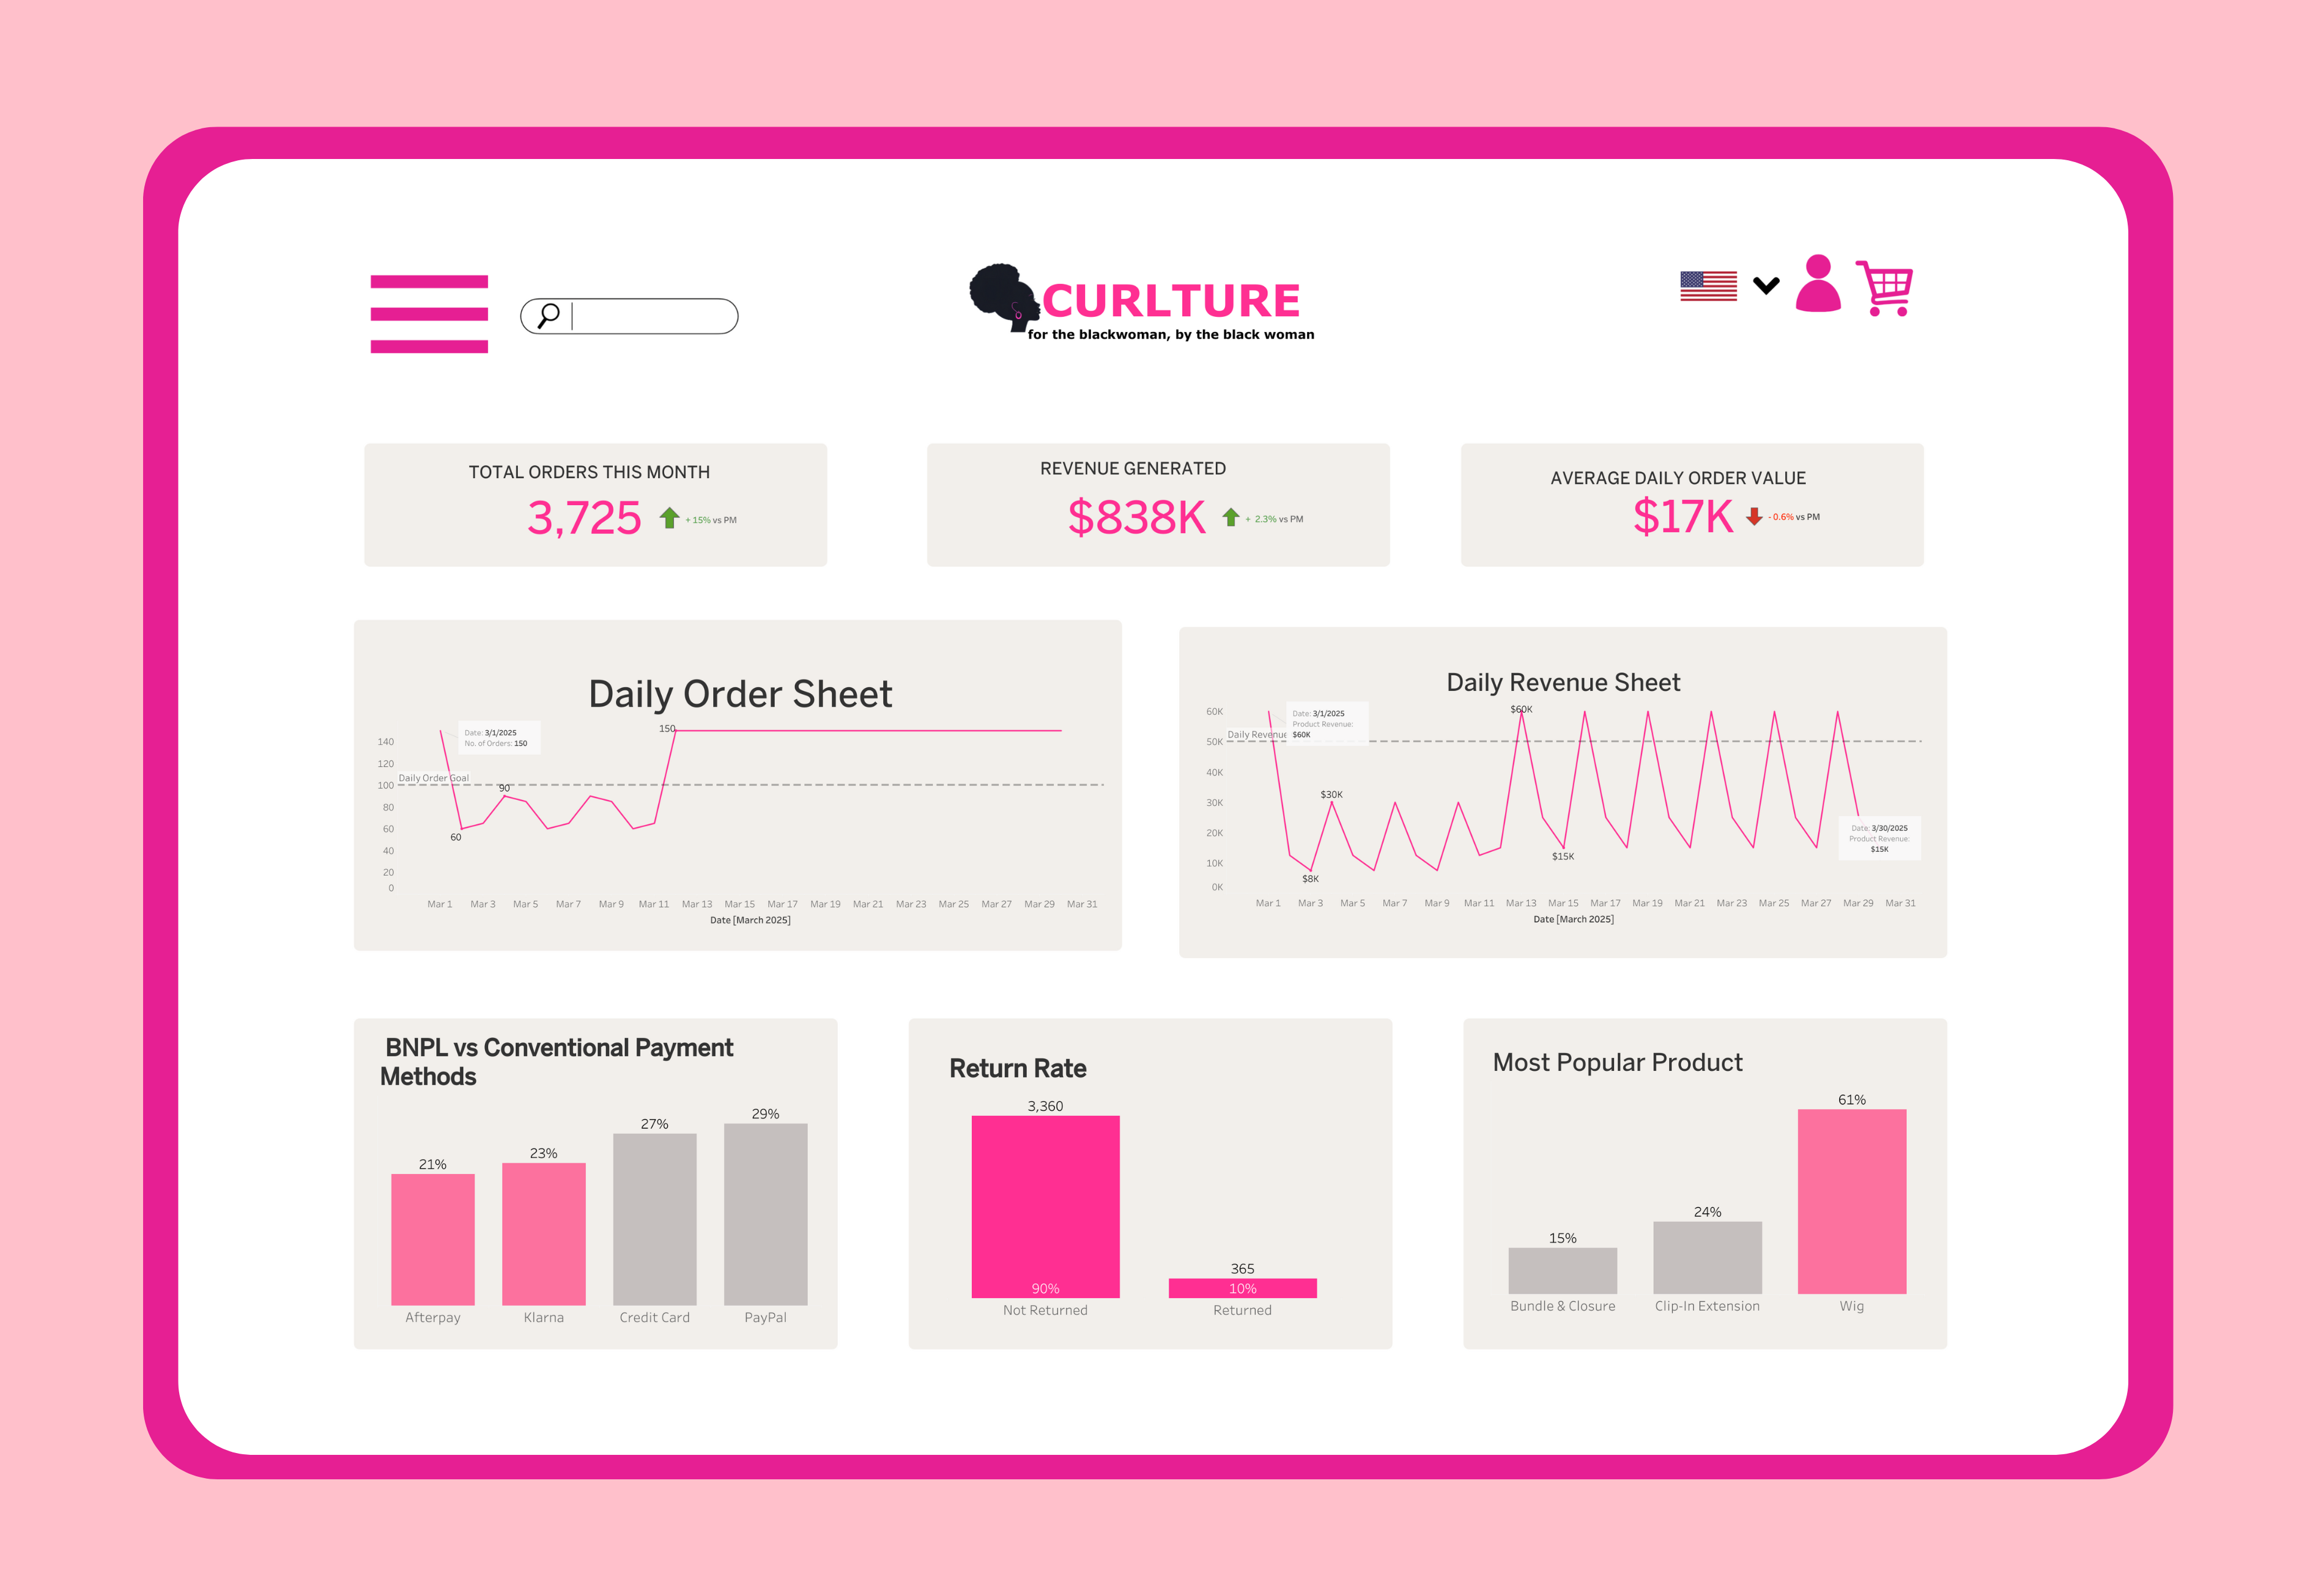 CURLTURE
for the blackwoman, by the black woman
TOTAL ORDERS THIS MONTH
3,725
+ 15% vs PM
REVENUE GENERATED
$838K
+ 2.3% vs PM
AVERAGE DAILY ORDER VALUE
$17K
- 0.6% vs PM
Daily Order Sheet
Date: 3/1/2025
No. of Orders: 150
150
140
120
Daily Order Goal
100
90
80
60
60
40
20
0
Mar 1 Mar 3 Mar 5 Mar 7 Mar 9 Mar 11 Mar 13 Mar 15 Mar 17 Mar 19 Mar 21 Mar 23 Mar 25 Mar 27 Mar 29 Mar 31
Date [March 2025]
Daily Revenue Sheet
60K
Date: 3/1/2025
Product Revenue:
$60K
$60K
Daily Revenue
50K
40K
$30K
30K
20K
Date: 3/30/2025
Product Revenue:
$15K
$15K
10K
$8K
0K
Mar 1 Mar 3 Mar 5 Mar 7 Mar 9 Mar 11 Mar 13 Mar 15 Mar 17 Mar 19 Mar 21 Mar 23 Mar 25 Mar 27 Mar 29 Mar 31
Date [March 2025]
BNPL vs Conventional Payment
Methods
21%
23%
27%
29%
Afterpay Klarna Credit Card PayPal
Return Rate
3,360
365
90%
10%
Not Returned Returned
Most Popular Product
15%
24%
61%
Bundle & Closure Clip-In Extension Wig